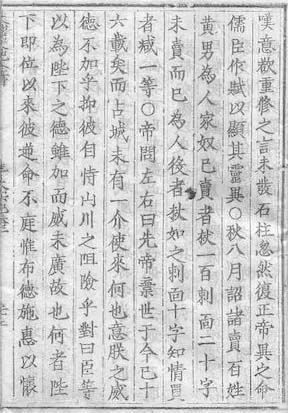 嘆意欲重修之言未發石柱忽然復正帝異之命
儒臣作賦以顯其靈異○秋八月詔諸賣百姓
黃男為人家奴已賣者杖一百刺面二十字
未賣而已為人役者杖如之刺面十字知情買
者減一等○帝問左右曰先帝棄世于今已十
六載矣而占城未有一介使來何也意朕之威
德不加乎抑彼自恃山川之阻險乎對曰臣等
以為陛下之德雖加而威未廣故也何者陛
下即位以來彼逆命不庭惟布德施惠以懷